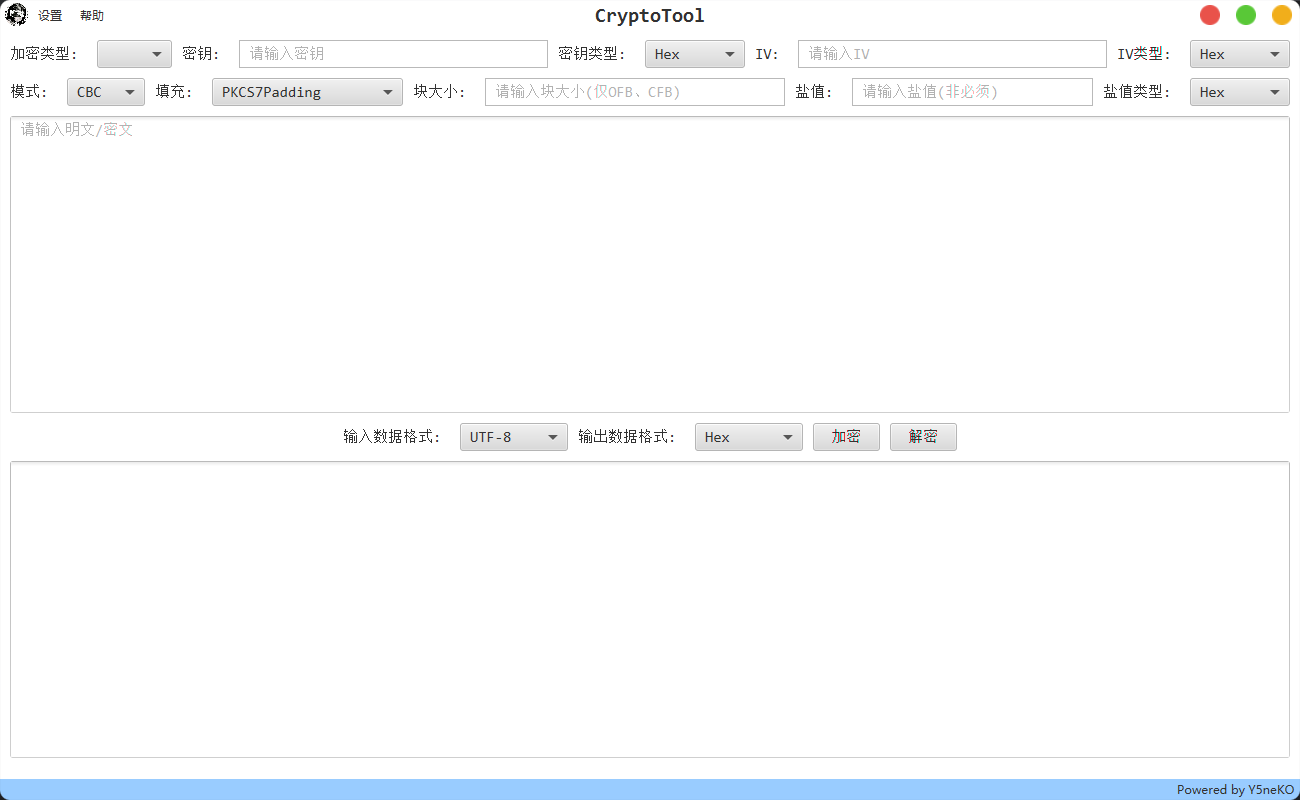 设置 帮助 CryptoTool
加密类型: 密钥: 请输入密钥 密钥类型: Hex IV: 请输入IV IV类型: Hex
模式: CBC 填充: PKCS7Padding 块大小: 请输入块大小(仅OFB、CFB) 盐值: 请输入盐值(非必须) 盐值类型: Hex
请输入明文/密文
输入数据格式: UTF-8 输出数据格式: Hex 加密 解密
Powered by Y5neKO